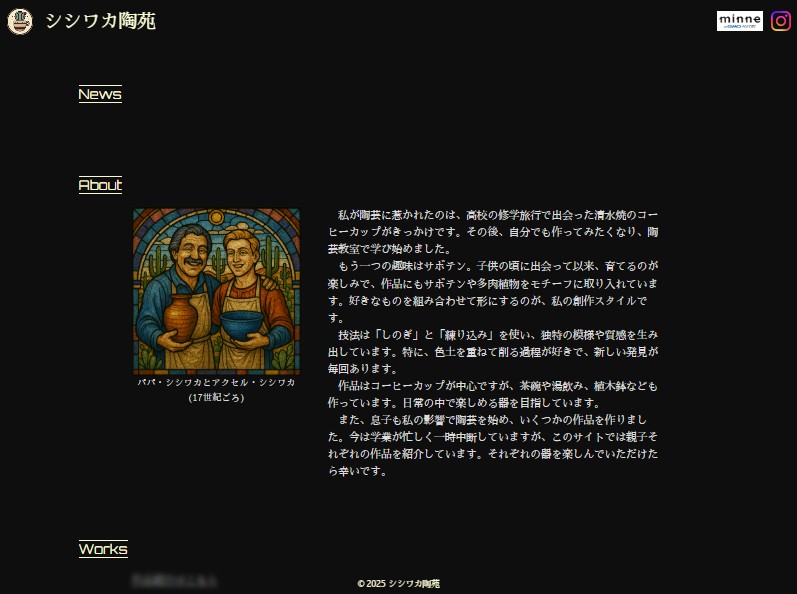 シシワカ陶苑
minne
News
About
　私が陶芸に惹かれたのは、高校の修学旅行で出会った清水焼のコー
ヒーカップがきっかけです。その後、自分でも作ってみたくなり、陶
芸教室で学び始めました。
　もう一つの趣味はサボテン。子供の頃に出会って以来、育てるのが
楽しみで、作品にもサボテンや多肉植物をモチーフに取り入れていま
す。好きなものを組み合わせて形にするのが、私の創作スタイルで
す。
　技法は「しのぎ」と「練り込み」を使い、独特の模様や質感を生み
出しています。特に、色土を重ねて削る過程が好きで、新しい発見が
毎回あります。
　作品はコーヒーカップが中心ですが、茶碗や湯飲み、植木鉢なども
作っています。日常の中で楽しめる器を目指しています。
　また、息子も私の影響で陶芸を始め、いくつかの作品を作りまし
た。今は学業が忙しく一時中断していますが、このサイトでは親子そ
れぞれの作品を紹介しています。それぞれの器を楽しんでいただけた
ら幸いです。
パパ・シシワカとアクセル・シシワカ
(17世紀ごろ)
Works
© 2025 シシワカ陶苑